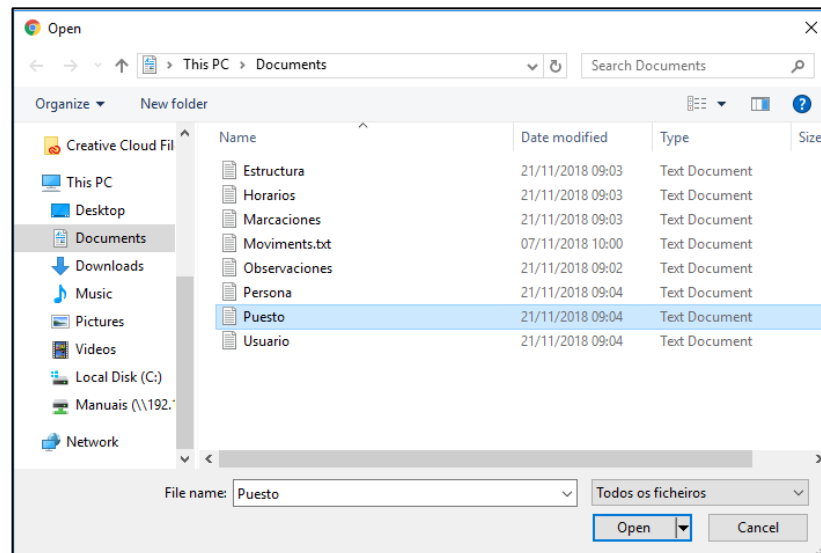 Open
This PC > Documents
Search Documents
Organize
New folder
Name Date modified Type Size
Creative Cloud Fil
This PC
Desktop
Documents
Downloads
Music
Pictures
Videos
Local Disk (C:)
Manuais (\\192.1
Network
Estructura 21/11/2018 09:03 Text Document
Horarios 21/11/2018 09:03 Text Document
Marcaciones 21/11/2018 09:03 Text Document
Moviments.txt 07/11/2018 10:00 Text Document
Observaciones 21/11/2018 09:02 Text Document
Persona 21/11/2018 09:04 Text Document
Puesto 21/11/2018 09:04 Text Document
Usuario 21/11/2018 09:04 Text Document
File name: Puesto
Todos os ficheiros
Open
Cancel